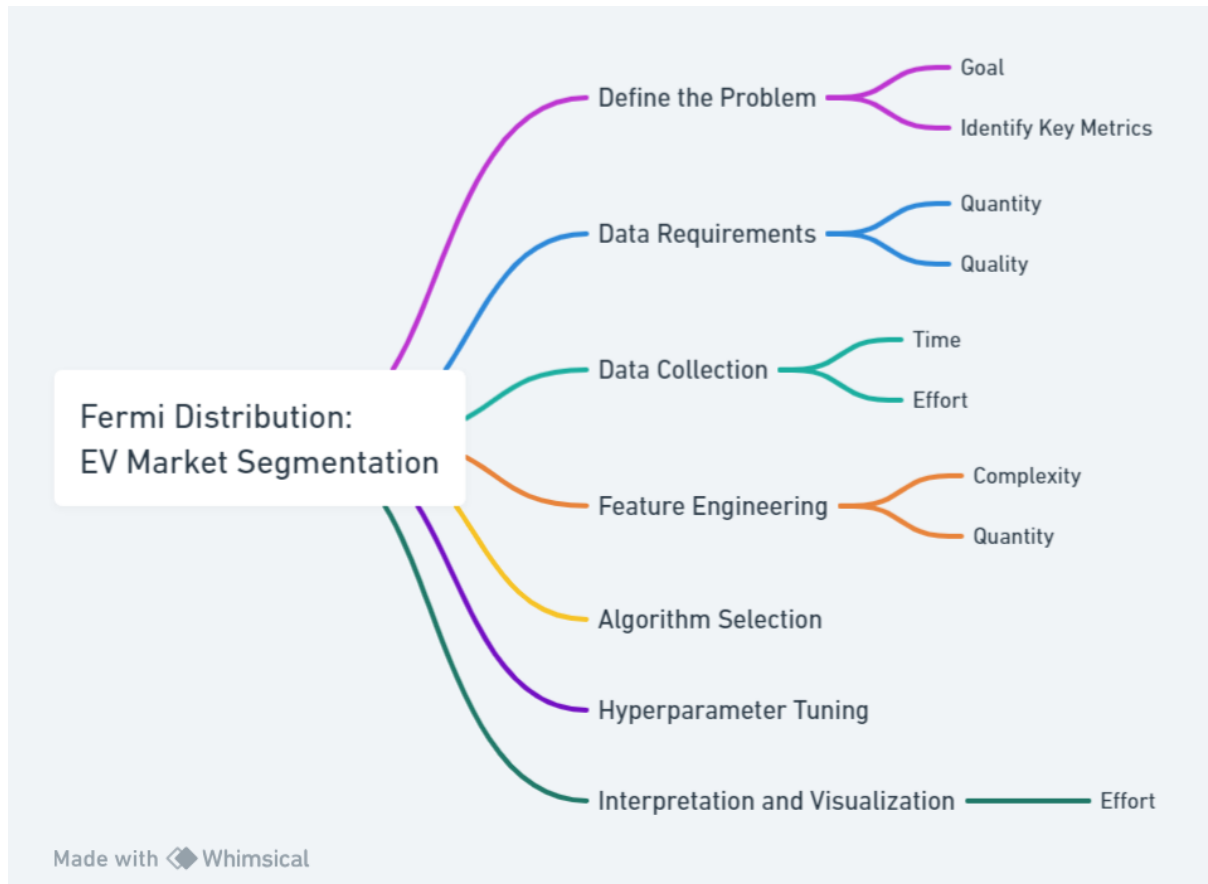 Fermi Distribution:
EV Market Segmentation
Define the Problem
Goal
Identify Key Metrics
Data Requirements
Quantity
Quality
Data Collection
Time
Effort
Feature Engineering
Complexity
Quantity
Algorithm Selection
Hyperparameter Tuning
Interpretation and Visualization
Effort
Made with Whimsical